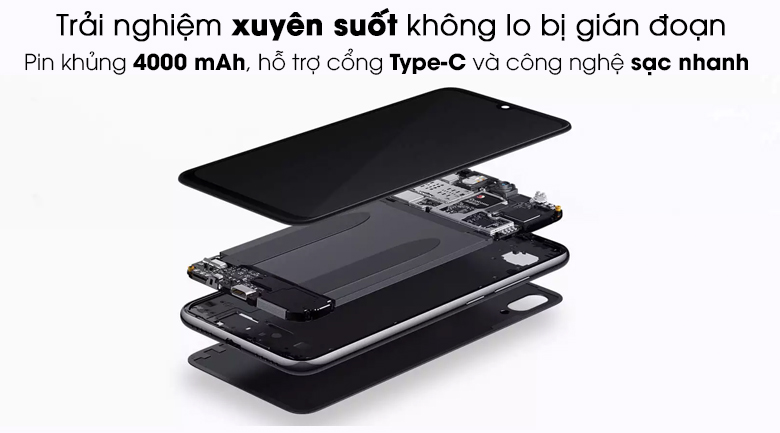 Trải nghiệm xuyên suốt không lo bị gián đoạn
Pin khủng 4000 mAh, hỗ trợ cổng Type-C và công nghệ sạc nhanh